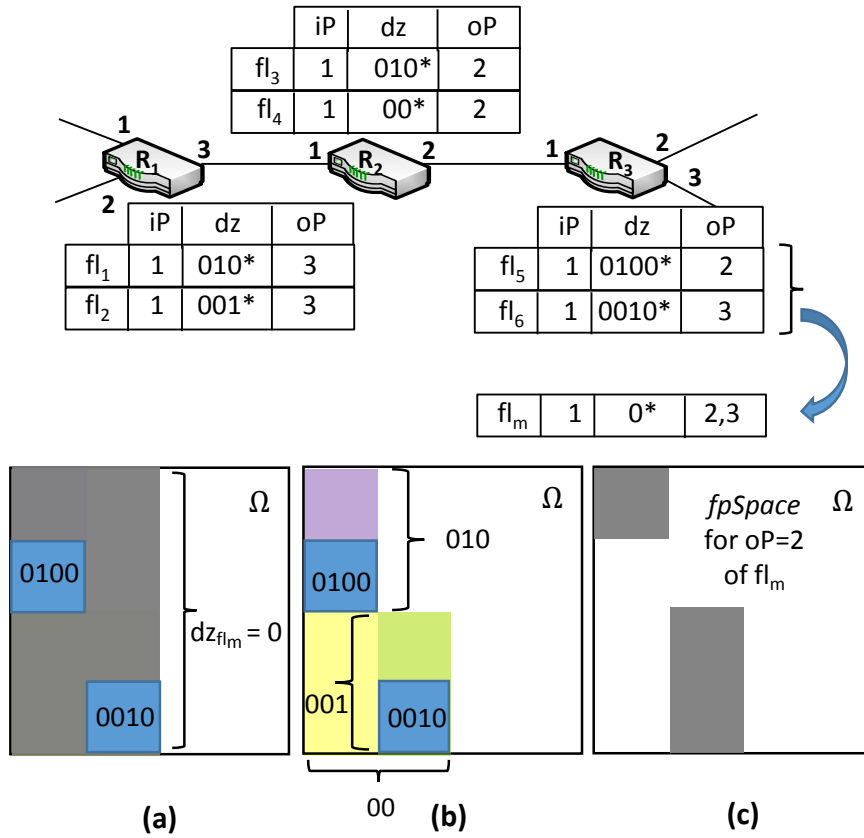 iP dz oP
fl₃ 1 010* 2
fl₄ 1 00* 2
1 R₁ 3 1 R₂ 2 1 R₃ 2
2 3
iP dz oP
fl₁ 1 010* 3
fl₂ 1 001* 3
iP dz oP
fl₅ 1 0100* 2
fl₆ 1 0010* 3
flₘ 1 0* 2,3
Ω
0100
dz_flₘ = 0
0010
(a)
Ω
010
0100
001
0010
00
(b)
Ω
fpSpace
for oP=2
of flₘ
(c)